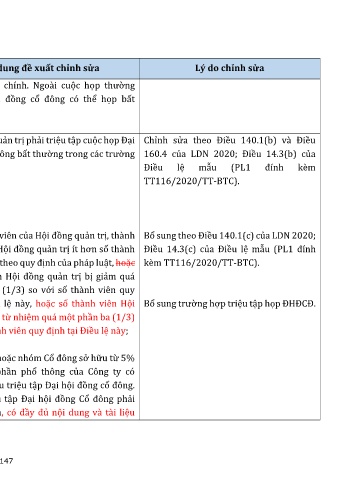 dung đề xuất chỉnh sửa
Lý do chỉnh sửa
chính. Ngoài cuộc họp thường
đồng cổ đông có thể họp bất
uản trị phải triệu tập cuộc họp Đại
ông bất thường trong các trường
Chỉnh sửa theo Điều 140.1(b) và Điều
160.4 của LDN 2020; Điều 14.3(b) của
Điều lệ mẫu (PL1 đính kèm
TT116/2020/TT-BTC).
viên của Hội đồng quản trị, thành
Hội đồng quản trị ít hơn số thành
theo quy định của pháp luật, hoặc
n Hội đồng quản trị bị giảm quá
(1/3) so với số thành viên quy
lệ này, hoặc số thành viên Hội
từ nhiệm quá một phần ba (1/3)
nh viên quy định tại Điều lệ này;
Bổ sung theo Điều 140.1(c) của LDN 2020;
Điều 14.3(c) của Điều lệ mẫu (PL1 đính
kèm TT116/2020/TT-BTC).
Bổ sung trường hợp triệu tập họp ĐHĐCĐ.
hoặc nhóm Cổ đông sở hữu từ 5%
phần phổ thông của Công ty có
u triệu tập Đại hội đồng cổ đông.
u tập Đại hội đồng Cổ đông phải
, có đầy đủ nội dung và tài liệu
147